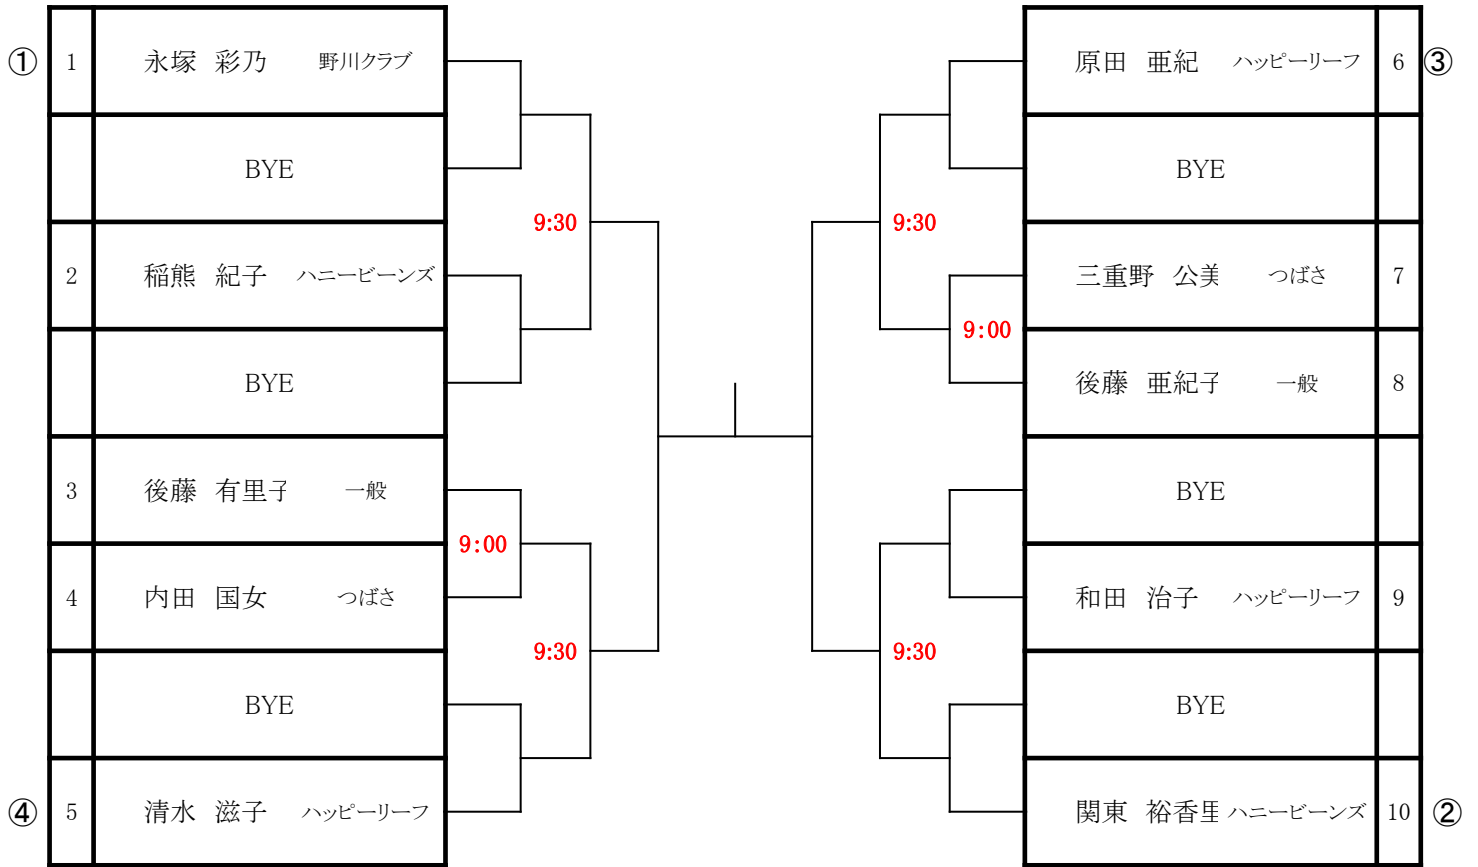 ① 1 永塚 彩乃 野川クラブ
BYE
9:30
2 稲熊 紀子 ハニービーンズ
BYE
3 後藤 有里子 一般
9:00
4 内田 国女 つばさ
9:30
BYE
④ 5 清水 滋子 ハッピーリーフ
原田 亜紀 ハッピーリーフ 6 ③
BYE
9:30
三重野 公美 つばさ 7
9:00
後藤 亜紀子 一般 8
BYE
和田 治子 ハッピーリーフ 9
9:30
BYE
関東 裕香里 ハニービーンズ 10 ②